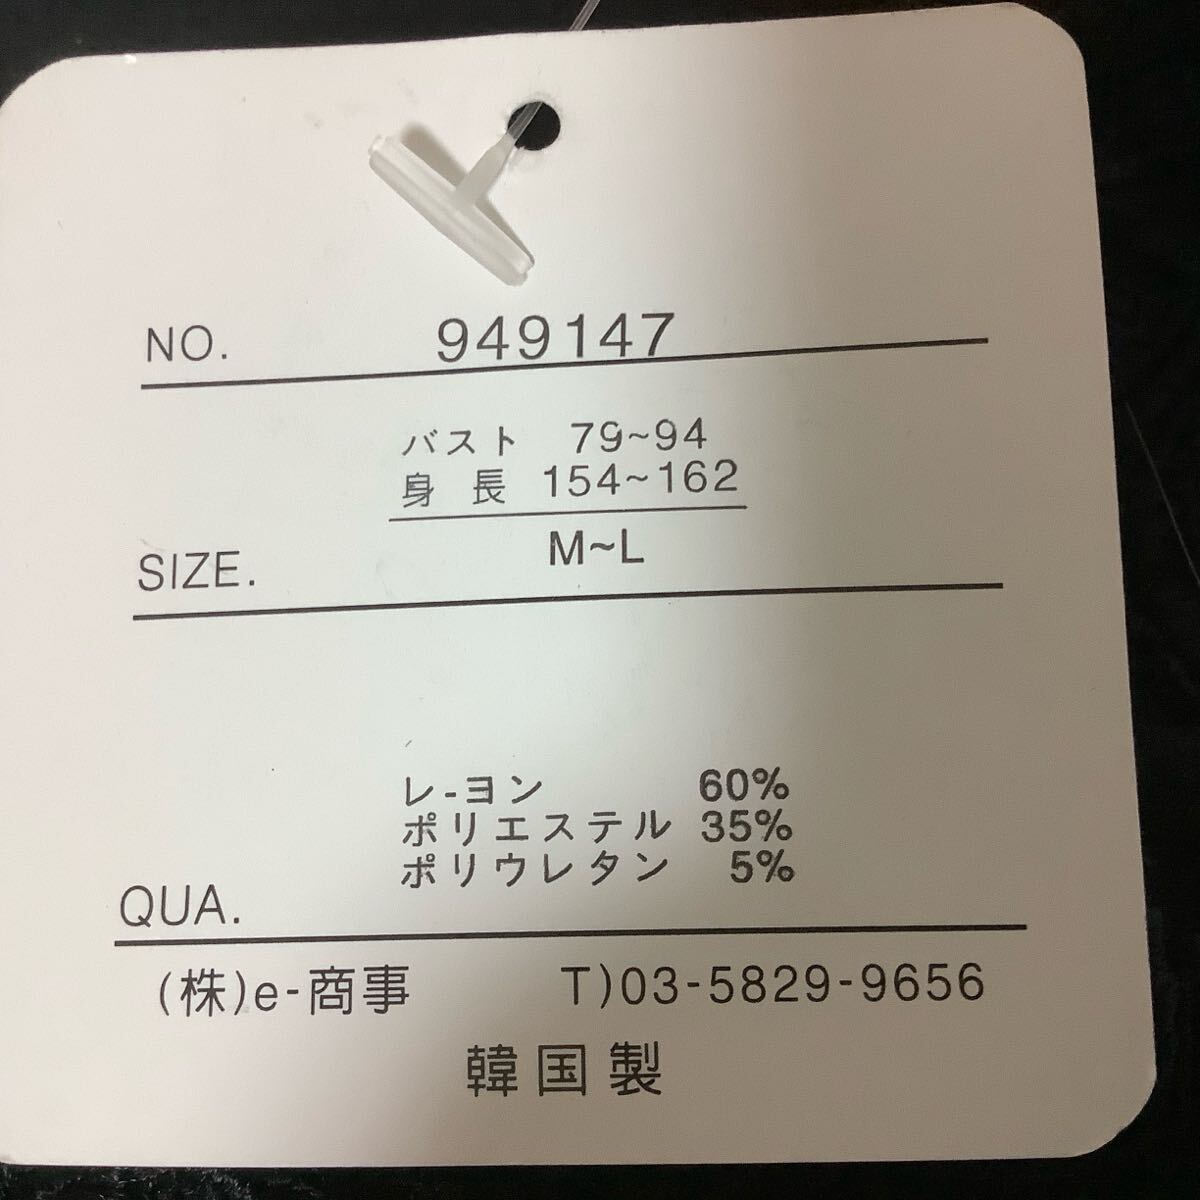 NO. 949147
バスト 79~94
身長 154~162
SIZE. M~L
レ-ヨン 60%
ポリエステル 35%
ポリウレタン 5%
QUA.
(株)e-商事 T)03-5829-9656
韓国製